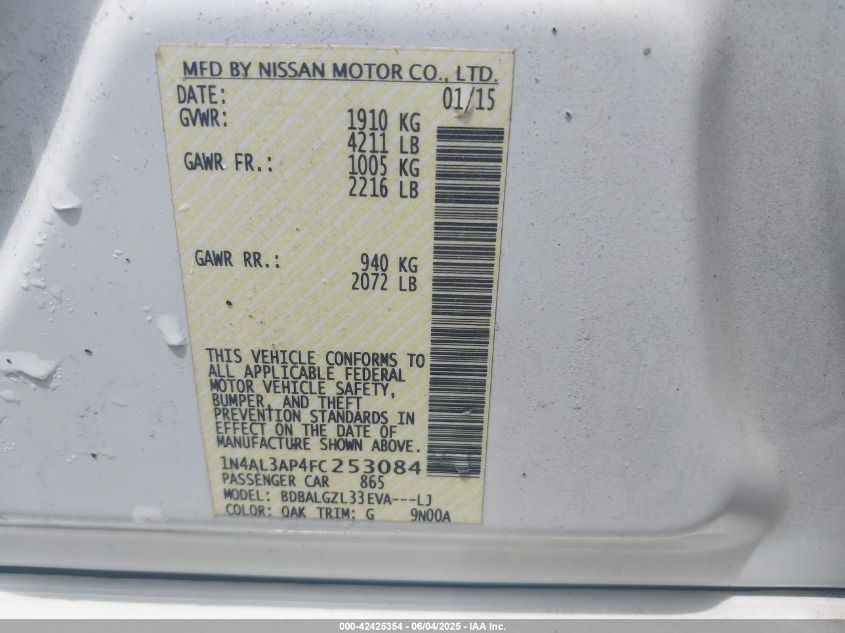 MFD BY NISSAN MOTOR CO., LTD.
DATE: 01/15
GVWR: 1910 KG
4211 LB
GAWR FR.: 1005 KG
2216 LB
GAWR RR.: 940 KG
2072 LB
THIS VEHICLE CONFORMS TO
ALL APPLICABLE FEDERAL
MOTOR VEHICLE SAFETY,
BUMPER, AND THEFT
PREVENTION STANDARDS IN
EFFECT ON THE DATE OF
MANUFACTURE SHOWN ABOVE.
1N4AL3AP4FC253084
PASSENGER CAR 865
MODEL: BDBALGZL33EVA---LJ
COLOR: QAK TRIM: G 9N00A
000-42425354 - 06/04/2025 - IAA Inc.